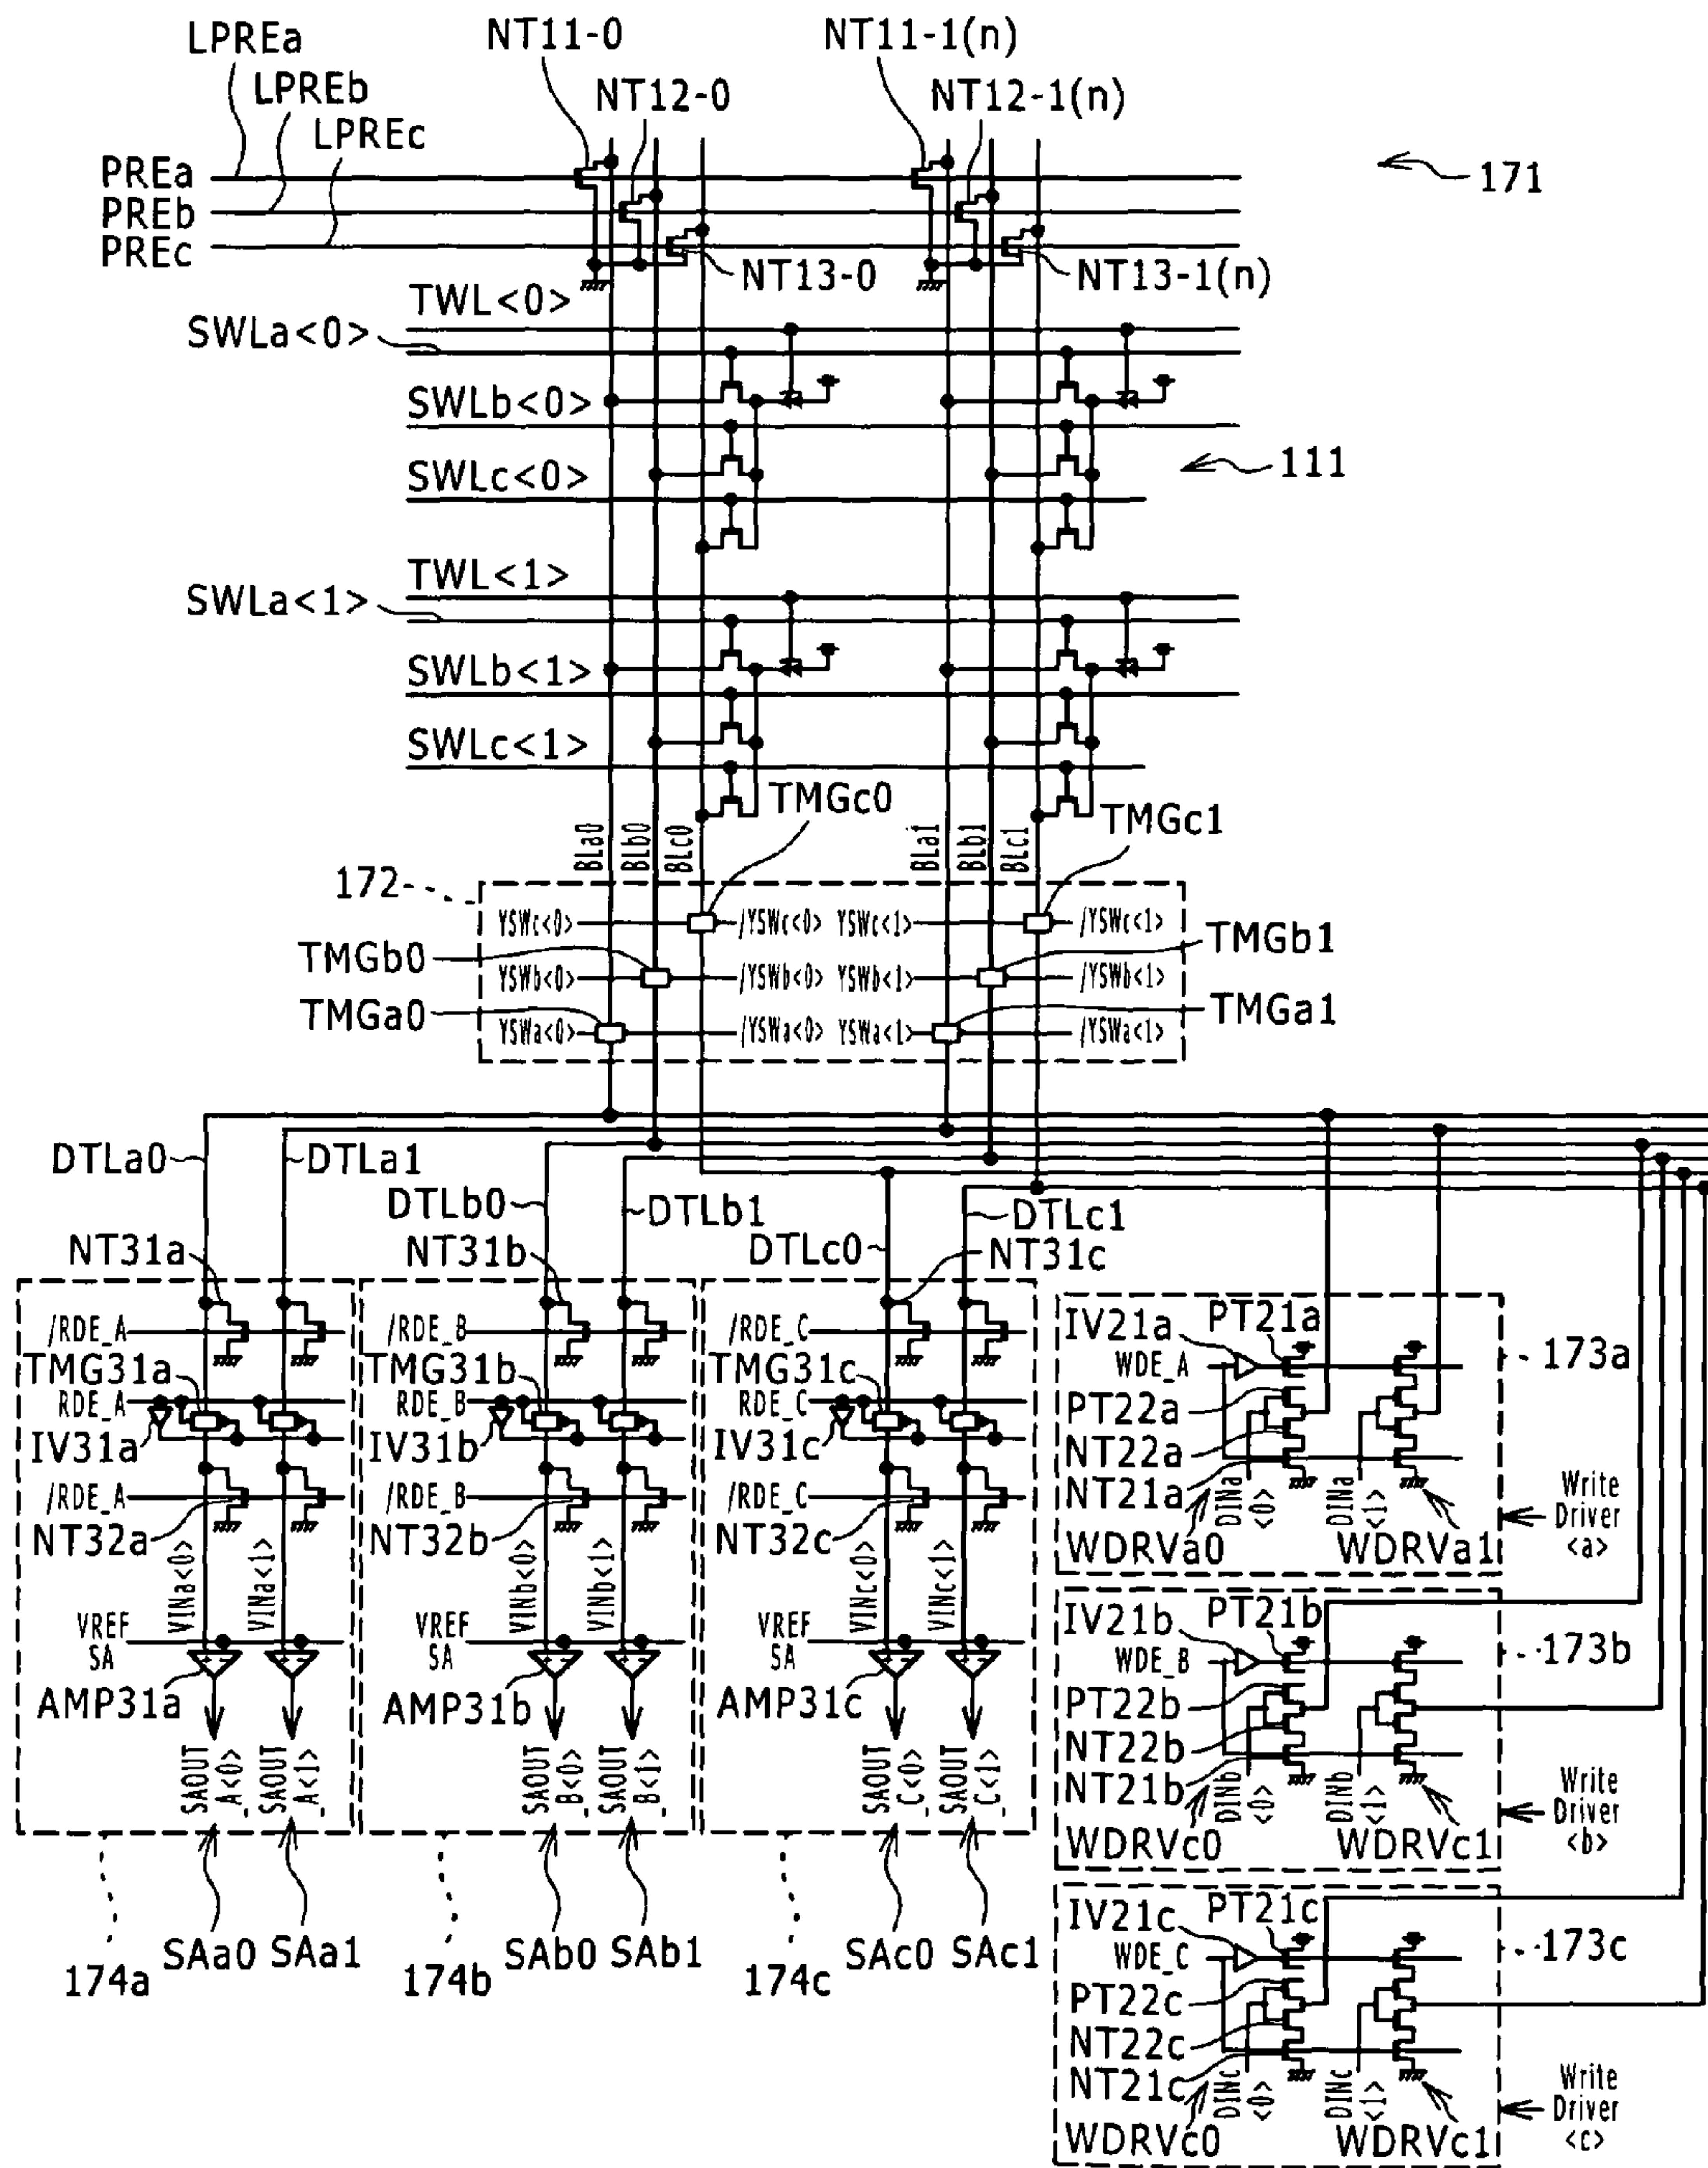 LPREa
NT11-0
NT11-1(n)
LPREb
NT12-0
NT12-1(n)
LPREc
PREa
171
PREb
PREc
NT13-0
NT13-1(n)
TWL<0>
SWLa<0>
SWLb<0>
SWLc<0>
111
TWL<1>
SWLa<1>
SWLb<1>
SWLc<1>
TMGc0
TMGc1
BLa0
BLb0
BLc0
BLa1
BLb1
BLc1
172
YSWc<0>
/YSWc<0>
YSWc<1>
/YSWc<1>
TMGb0
TMGb1
YSWb<0>
/YSWb<0>
YSWb<1>
/YSWb<1>
TMGa0
TMGa1
YSWa<0>
/YSWa<0>
YSWa<1>
/YSWa<1>
DTLa0
DTLa1
DTLb0
DTLb1
DTLc0
DTLc1
NT31a
NT31b
NT31c
/RDE_A
/RDE_B
/RDE_C
TMG31a
TMG31b
TMG31c
RDE_A
RDE_B
RDE_C
IV31a
IV31b
IV31c
/RDE_A
/RDE_B
/RDE_C
NT32a
NT32b
NT32c
VINa<0>
VINa<1>
VINb<0>
VINb<1>
VINc<0>
VINc<1>
VREF
SA
VREF
SA
VREF
SA
AMP31a
AMP31b
AMP31c
SAOUT
_A<0>
SAOUT
_A<1>
SAOUT
_B<0>
SAOUT
_B<1>
SAOUT
_C<0>
SAOUT
_C<1>
174a
SAa0
SAa1
174b
SAb0
SAb1
174c
SAc0
SAc1
IV21a
PT21a
WDE_A
173a
PT22a
NT22a
NT21a
DINa
<0>
DINa
<1>
WDRVa0
WDRVa1
Write
Driver
<a>
IV21b
PT21b
WDE_B
173b
PT22b
NT22b
NT21b
DINb
<0>
DINb
<1>
WDRVc0
WDRVc1
Write
Driver
<b>
IV21c
PT21c
WDE_C
173c
PT22c
NT22c
NT21c
DINc
<0>
DINc
<1>
WDRVc0
WDRVc1
Write
Driver
<c>